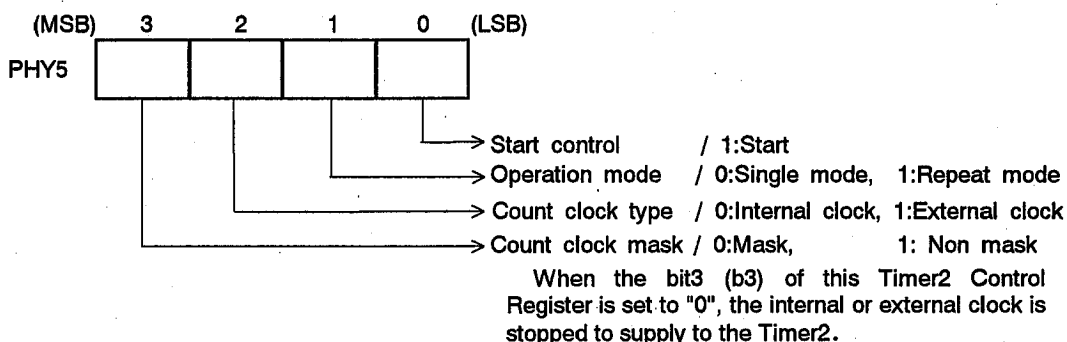 (MSB) 3 2 1 0 (LSB)
PHY5
Start control / 1:Start
Operation mode / 0:Single mode, 1:Repeat mode
Count clock type / 0:Internal clock, 1:External clock
Count clock mask / 0:Mask, 1: Non mask
When the bit3 (b3) of this Timer2 Control
Register is set to "0", the internal or external clock is
stopped to supply to the Timer2.